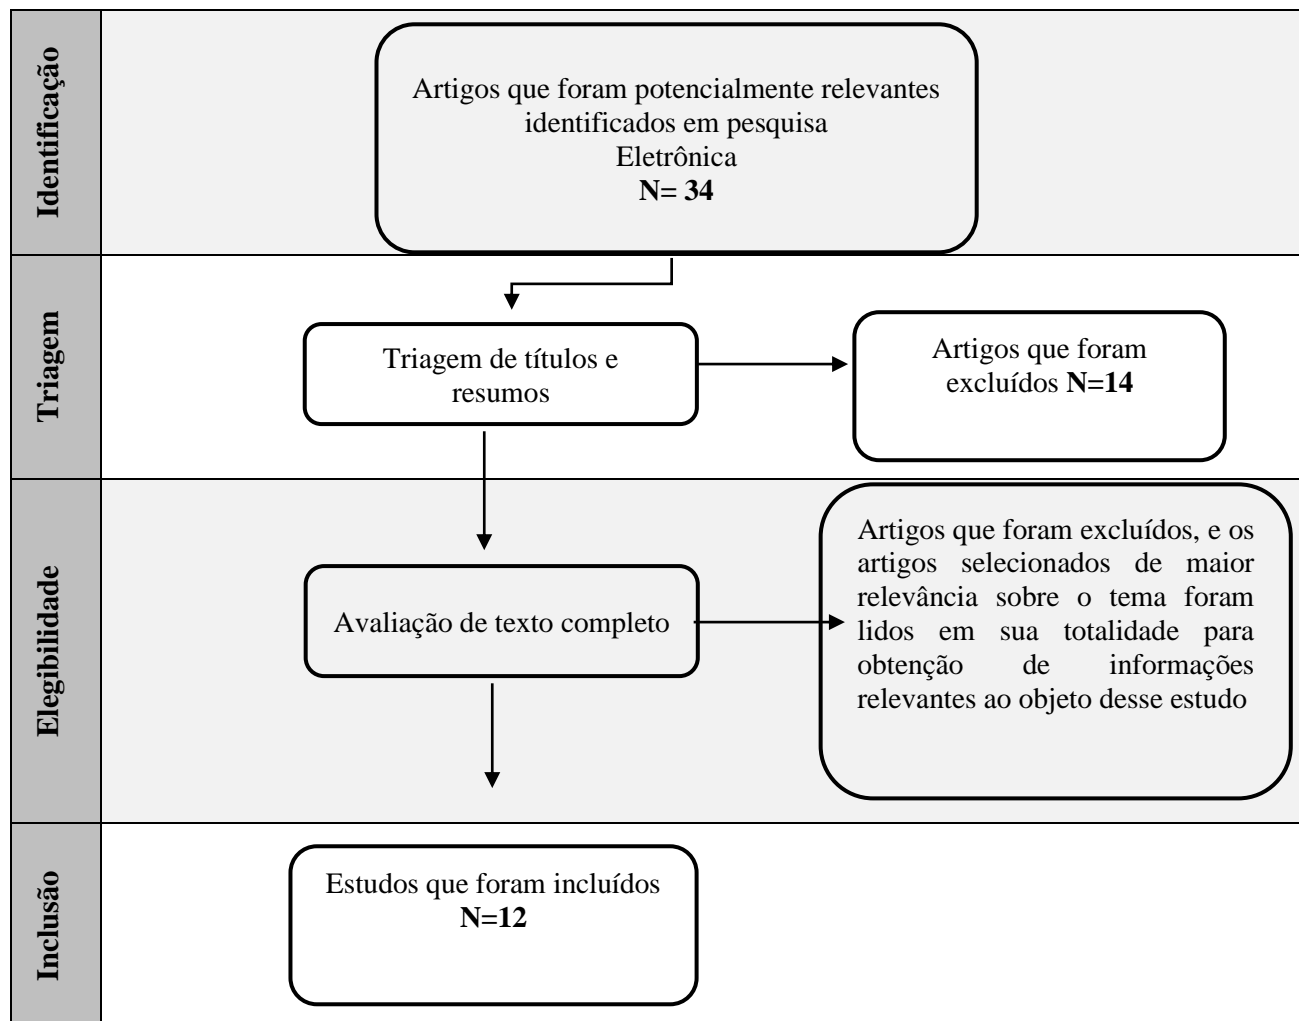 Identificação
Artigos que foram potencialmente relevantes
identificados em pesquisa
Eletrônica
N= 34
Triagem
Triagem de títulos e
resumos
Artigos que foram
excluídos N=14
Elegibilidade
Avaliação de texto completo
Artigos que foram excluídos, e os
artigos selecionados de maior
relevância sobre o tema foram
lidos em sua totalidade para
obtenção de informações
relevantes ao objeto desse estudo
Inclusão
Estudos que foram incluídos
N=12